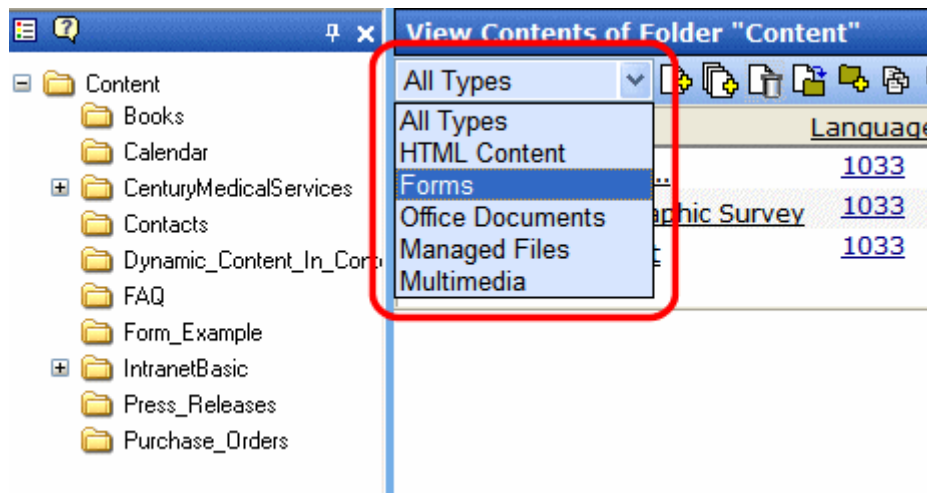 View Contents of Folder "Content"
Content
Books
Calendar
CenturyMedicalServices
Contacts
Dynamic_Content_In_Conte
FAQ
Form_Example
IntranetBasic
Press_Releases
Purchase_Orders
All Types
All Types
HTML Content
Forms
Office Documents
Managed Files
Multimedia
Language
... 1033
aphic Survey 1033
1033